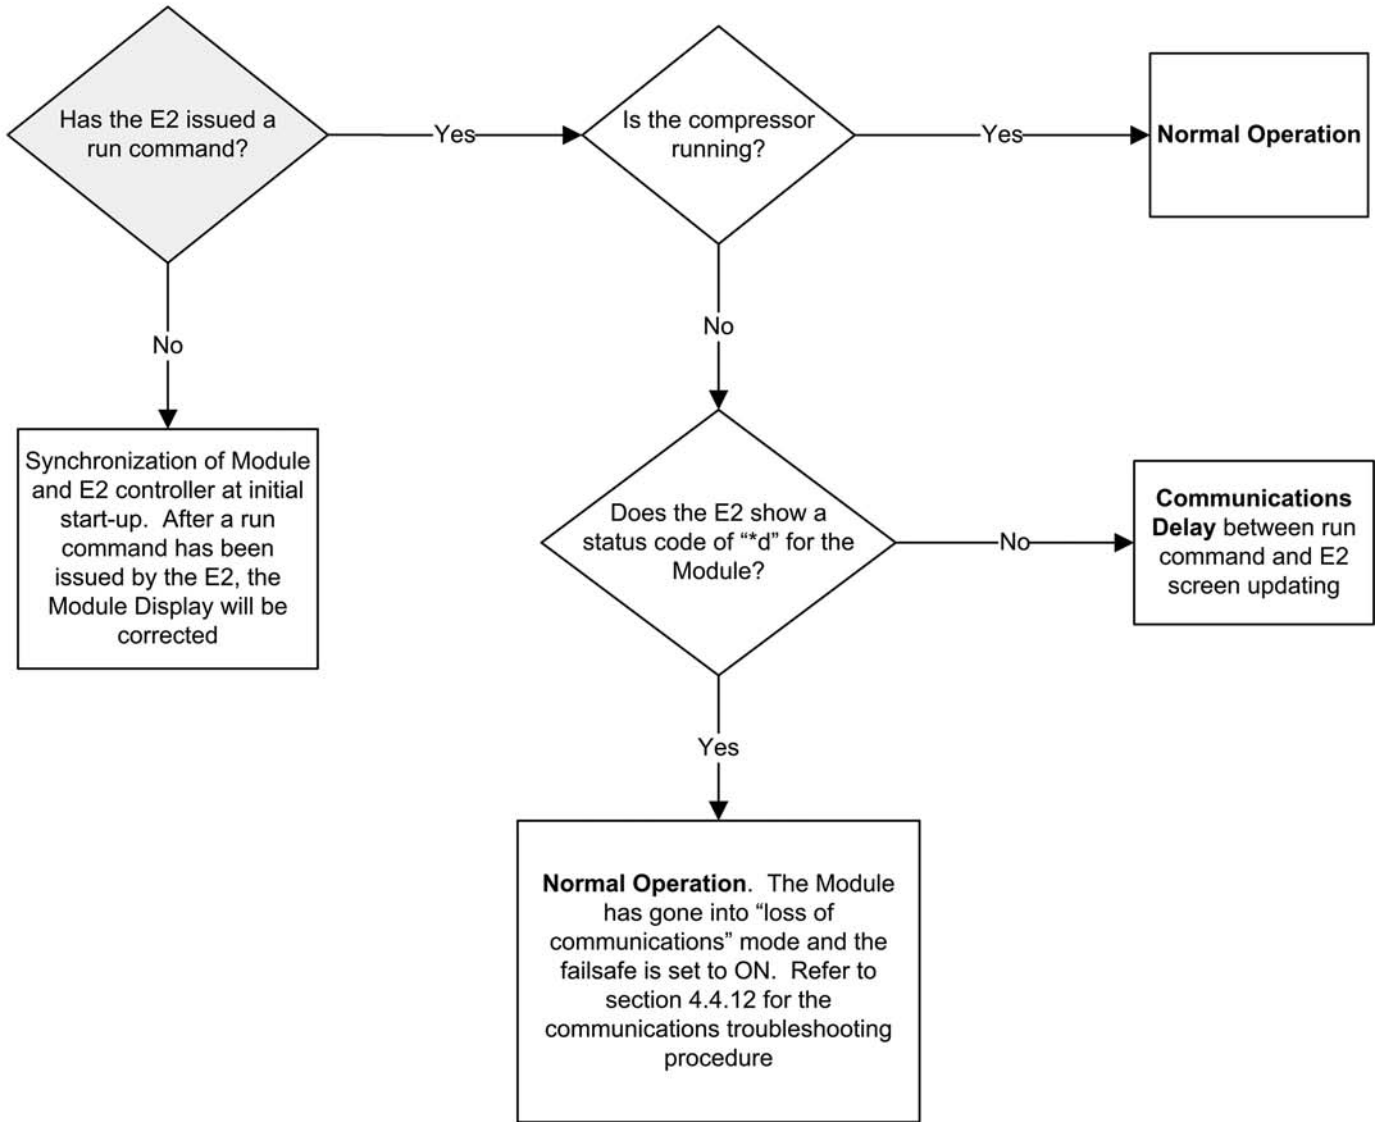 Has the E2 issued a
run command?
Yes
Is the compressor
running?
Yes
Normal Operation
No
No
Synchronization of Module
and E2 controller at initial
start-up.  After a run
command has been
issued by the E2, the
Module Display will be
corrected
Does the E2 show a
status code of “*d” for the
Module?
No
Communications
Delay between run
command and E2
screen updating
Yes
Normal Operation.  The Module
has gone into “loss of
communications” mode and the
failsafe is set to ON.  Refer to
section 4.4.12 for the
communications troubleshooting
procedure